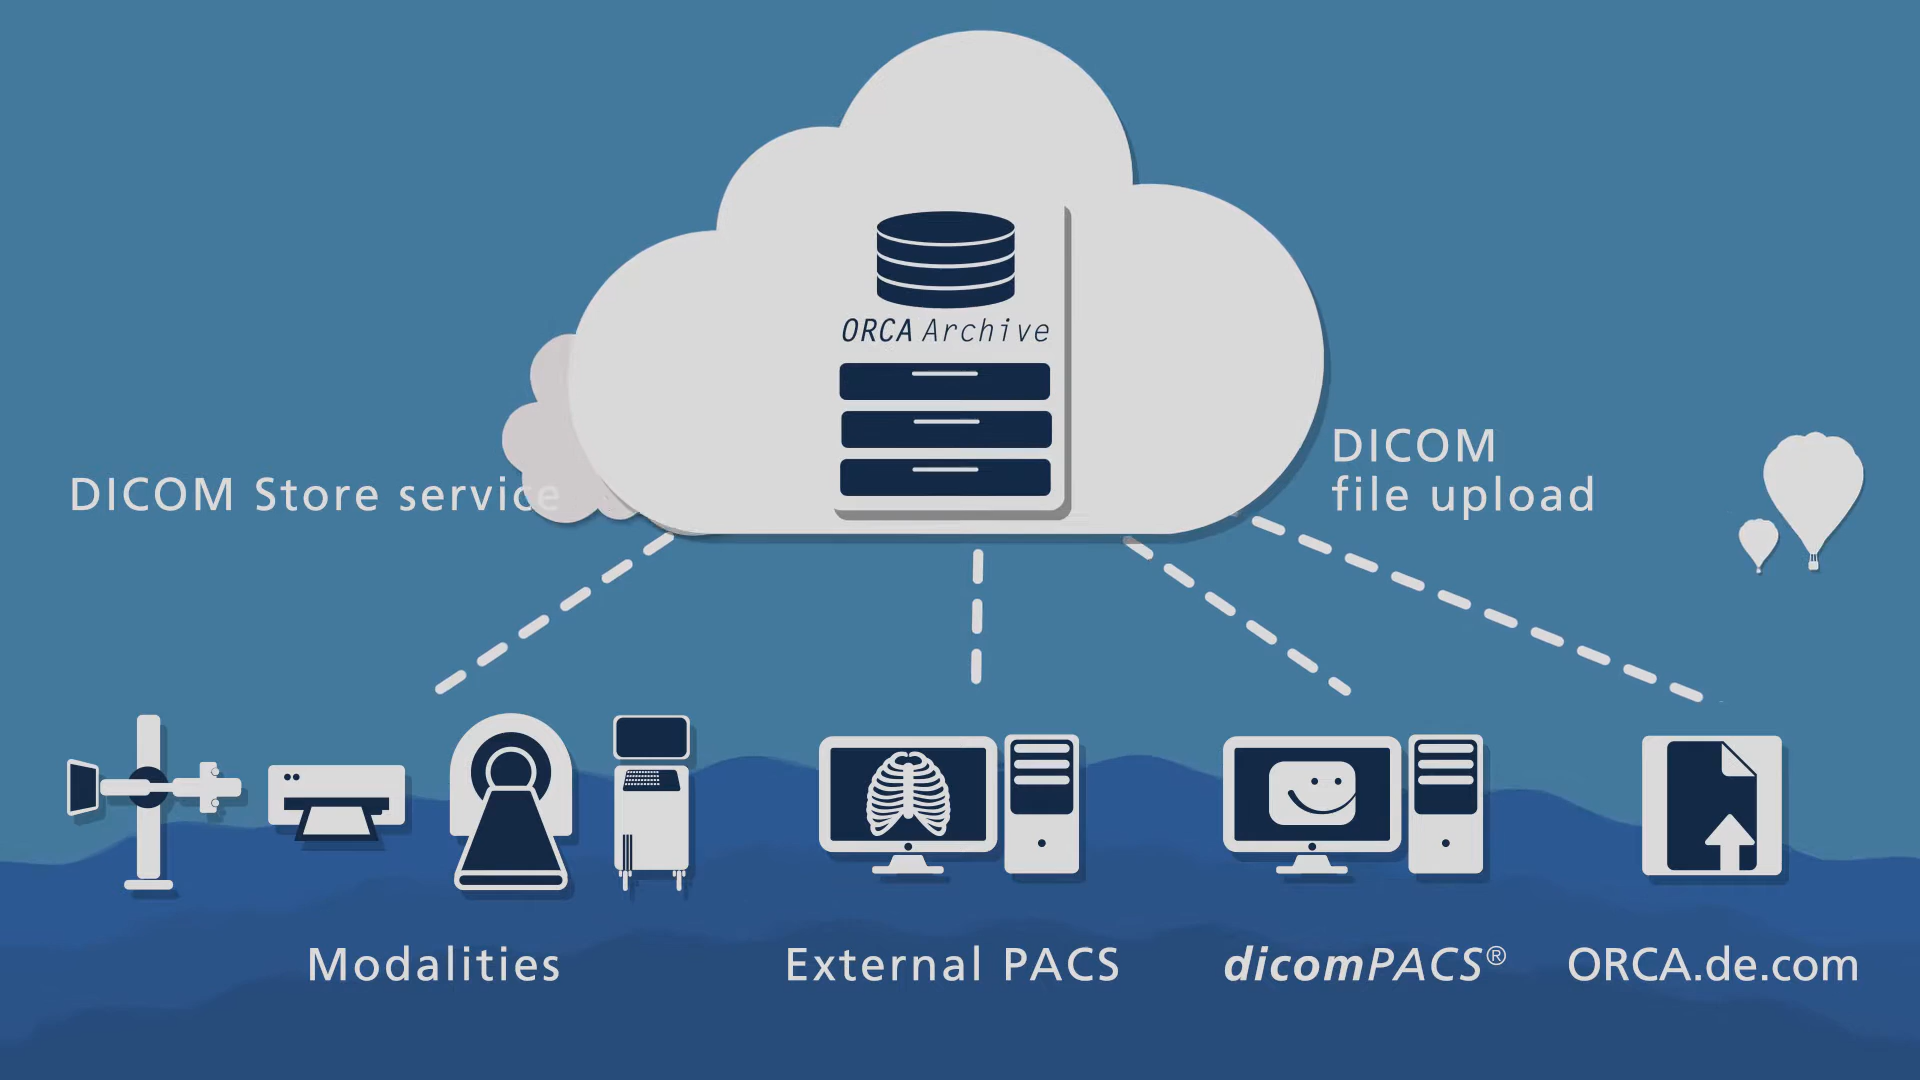 ORCA Archive
DICOM Store service
DICOM
file upload
Modalities
External PACS
dicomPACS®
ORCA.de.com